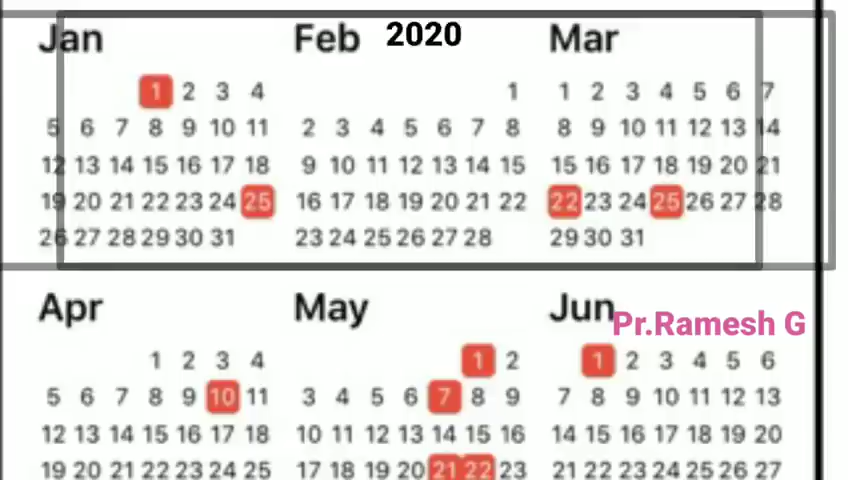 2020
Jan Feb Mar
1 2 3 4 1 1 2 3 4 5 6 7
5 6 7 8 9 10 11 2 3 4 5 6 7 8 8 9 10 11 12 13 14
12 13 14 15 16 17 18 9 10 11 12 13 14 15 15 16 17 18 19 20 21
19 20 21 22 23 24 25 16 17 18 19 20 21 22 22 23 24 25 26 27 28
26 27 28 29 30 31 23 24 25 26 27 28 29 30 31
Apr May Jun
Pr.Ramesh G
1 2 3 4 1 2 1 2 3 4 5 6
5 6 7 8 9 10 11 3 4 5 6 7 8 9 7 8 9 10 11 12 13
12 13 14 15 16 17 18 10 11 12 13 14 15 16 14 15 16 17 18 19 20
19 20 21 22 23 24 25 17 18 19 20 21 22 23 21 22 23 24 25 26 27